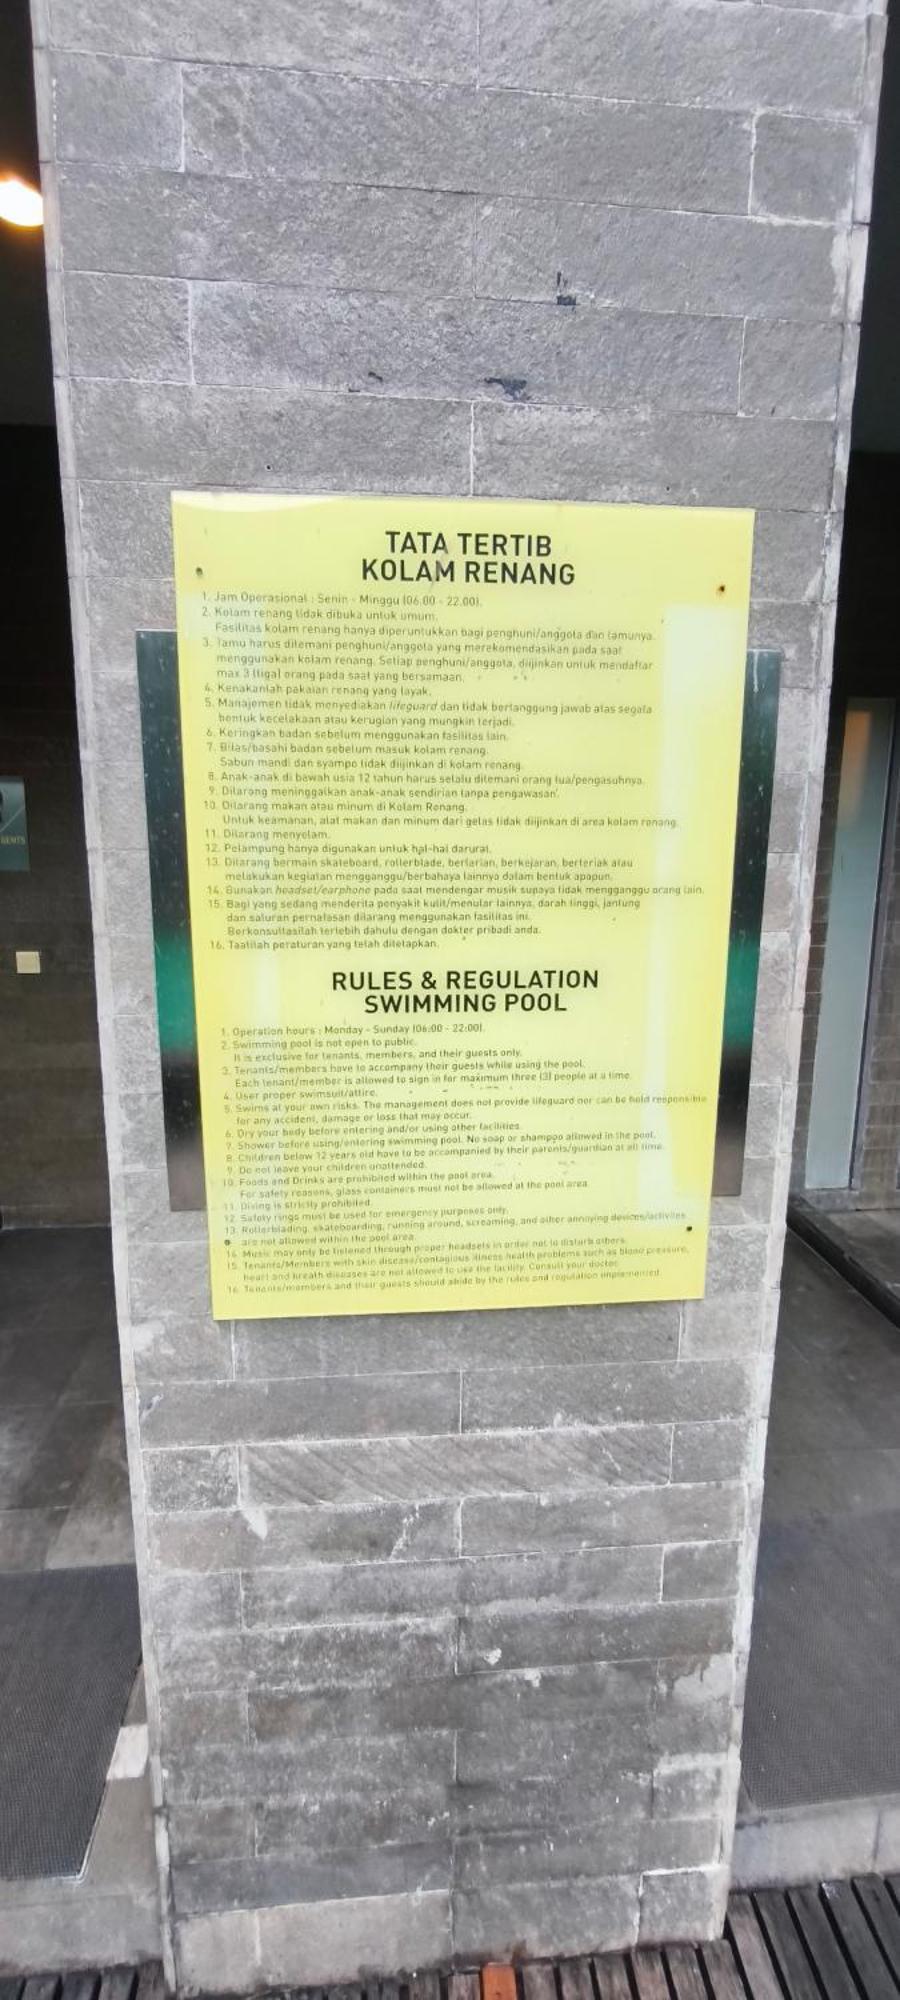 TATA TERTIB
KOLAM RENANG
1. Jam Operasional : Senin - Minggu (06.00 - 22.00).
2. Kolam renang tidak dibuka untuk umum.
Fasilitas kolam renang hanya diperuntukkan bagi penghuni/anggota dan tamunya.
3. Tamu harus ditemani penghuni/anggota yang merekomendasikan pada saat
menggunakan kolam renang. Setiap penghuni/anggota, diijinkan untuk mendaftar
max 3 (tiga) orang pada saat yang bersamaan.
4. Kenakanlah pakaian renang yang layak.
5. Manajemen tidak menyediakan lifeguard dan tidak bertanggung jawab atas segala
bentuk kecelakaan atau kerugian yang mungkin terjadi.
6. Keringkan badan sebelum menggunakan fasilitas lain.
7. Bilas/basahi badan sebelum masuk kolam renang.
Sabun mandi dan syampo tidak diijinkan di kolam renang.
8. Anak-anak di bawah usia 12 tahun harus selalu ditemani orang tua/pengasuhnya.
9. Dilarang meninggalkan anak-anak sendirian tanpa pengawasan.
10. Dilarang makan atau minum di Kolam Renang.
Untuk keamanan, alat makan dan minum dari gelas tidak diijinkan di area kolam renang.
11. Dilarang menyelam.
12. Pelampung hanya digunakan untuk hal-hal darurat.
13. Dilarang bermain skateboard, rollerblade, berlarian, berkejaran, berteriak atau
melakukan kegiatan mengganggu/berbahaya lainnya dalam bentuk apapun.
14. Gunakan headset/earphone pada saat mendengar musik supaya tidak mengganggu orang lain.
15. Bagi yang sedang menderita penyakit kulit/menular lainnya, darah tinggi, jantung
dan saluran pernafasan dilarang menggunakan fasilitas ini.
Berkonsultasilah terlebih dahulu dengan dokter pribadi anda.
16. Taatilah peraturan yang telah ditetapkan.
RULES & REGULATION
SWIMMING POOL
1. Operation hours : Monday - Sunday (06:00 - 22:00).
2. Swimming pool is not open to public.
It is exclusive for tenants, members, and their guests only.
3. Tenants/members have to accompany their guests while using the pool.
Each tenant/member is allowed to sign in for maximum three (3) people at a time.
4. User proper swimsuit/attire.
5. Swims at your own risks. The management does not provide lifeguard nor can be held responsible
for any accident, damage or loss that may occur.
6. Dry your body before entering and/or using other facilities.
7. Shower before using/entering swimming pool. No soap or shampoo allowed in the pool.
8. Children below 12 years old have to be accompanied by their parents/guardian at all time.
9. Do not leave your children unattended.
10. Foods and Drinks are prohibited within the pool area.
For safety reasons, glass containers must not be allowed at the pool area.
11. Diving is strictly prohibited.
12. Safety rings must be used for emergency purposes only.
13. Rollerblading, skateboarding, running around, screaming, and other annoying devices/activites
are not allowed within the pool area.
14. Music may only be listened through proper headsets in order not to disturb others.
15. Tenants/Members with skin disease/contagious illness health problems such as blood pressure,
heart and breath diseases are not allowed to use the facility. Consult your doctor.
16. Tenants/members and their guests should abide by the rules and regulation implemented.